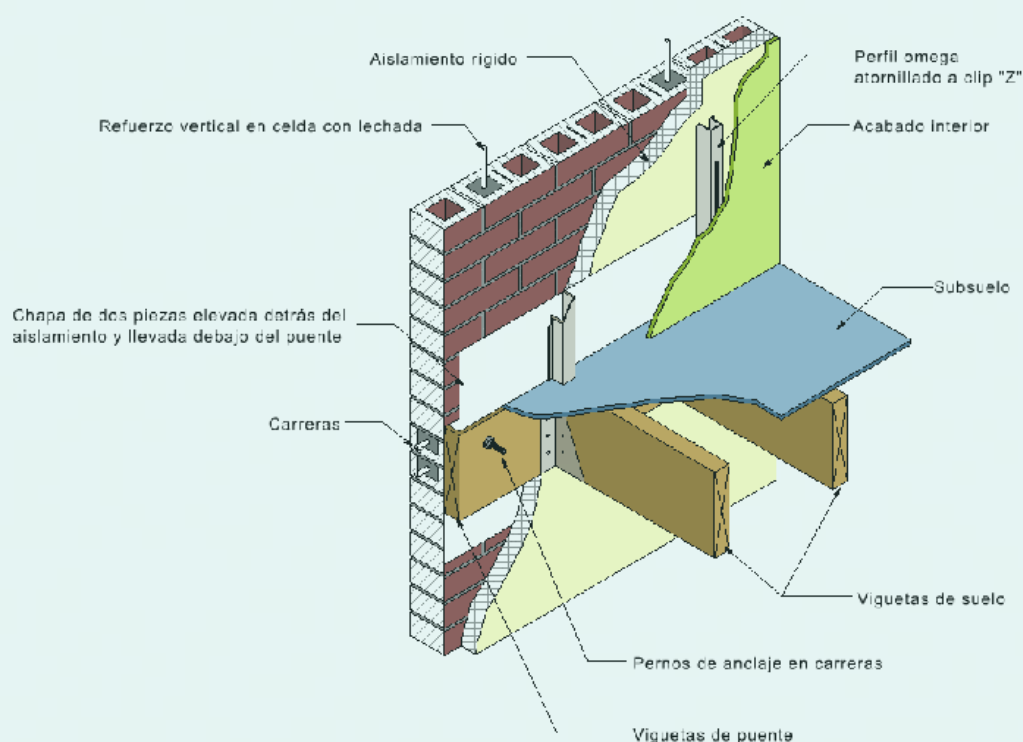 Aislamiento rígido
Perfil omega
atornillado a clip "Z"
Refuerzo vertical en celda con lechada
Acabado interior
Subsuelo
Chapa de dos piezas elevada detrás del
aislamiento y llevada debajo del puente
Carreras
Viguetas de suelo
Pernos de anclaje en carreras
Viguetas de puente